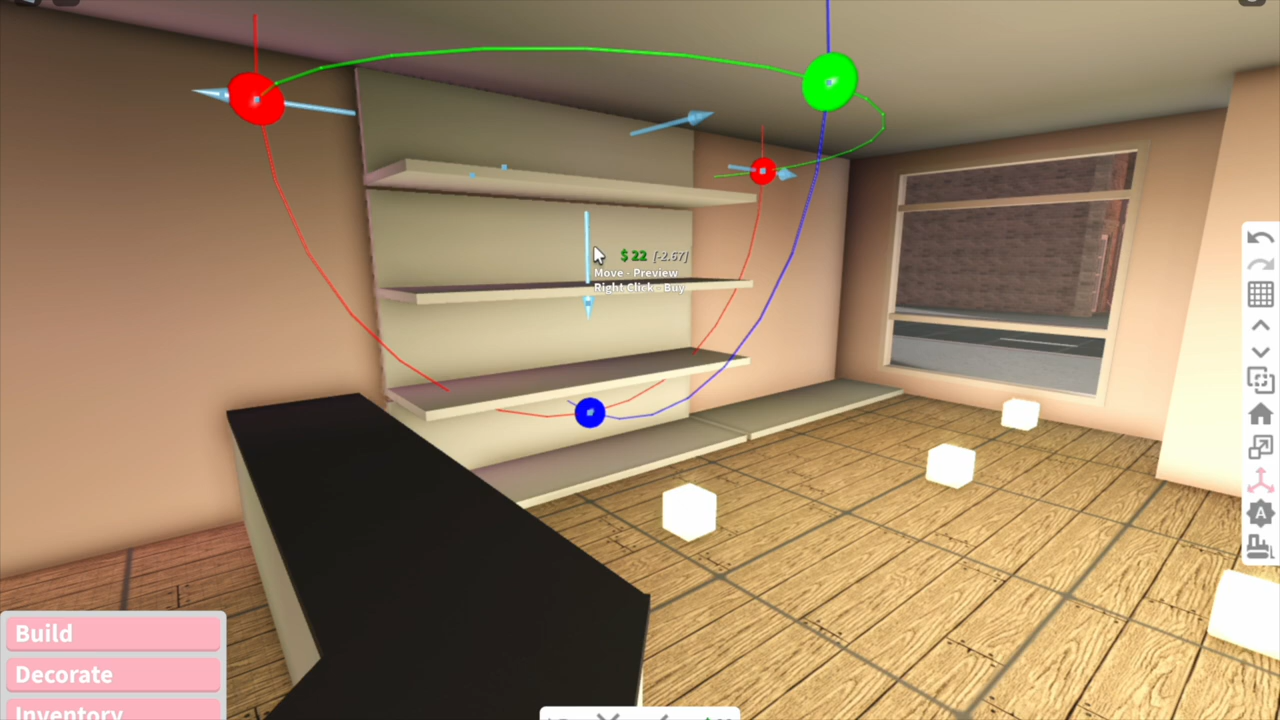 $ 22 [-2.67]
Move - Preview
Right Click - Buy
Build
Decorate
Inventory
A